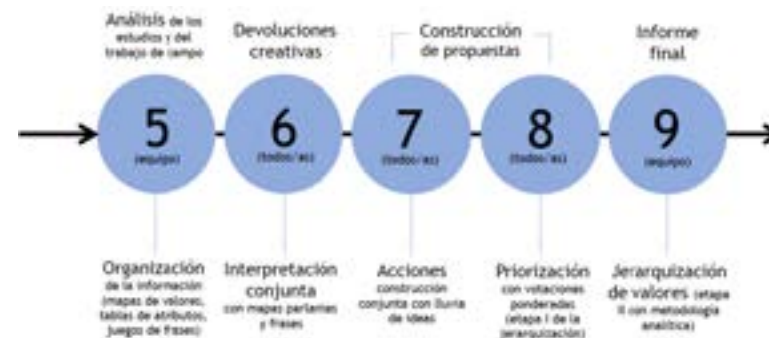 Análisis de los
estudios y del
trabajo de campo
Devoluciones
creativas
Construcción
de propuestas
Informe
final
5
(equipo)
6
(todos/as)
7
(todos/as)
8
(todos/as)
9
(equipo)
Organización
de la información
(mapas de valores,
tablas de atributos,
juegos de frases)
Interpretación
conjunta
con mapas parlantes
y frases
Acciones
construcción
conjunta con lluvia
de ideas
Priorización
con votaciones
ponderadas
(etapa I de la
jerarquización)
Jerarquización
de valores (etapa
II con metodología
analítica)